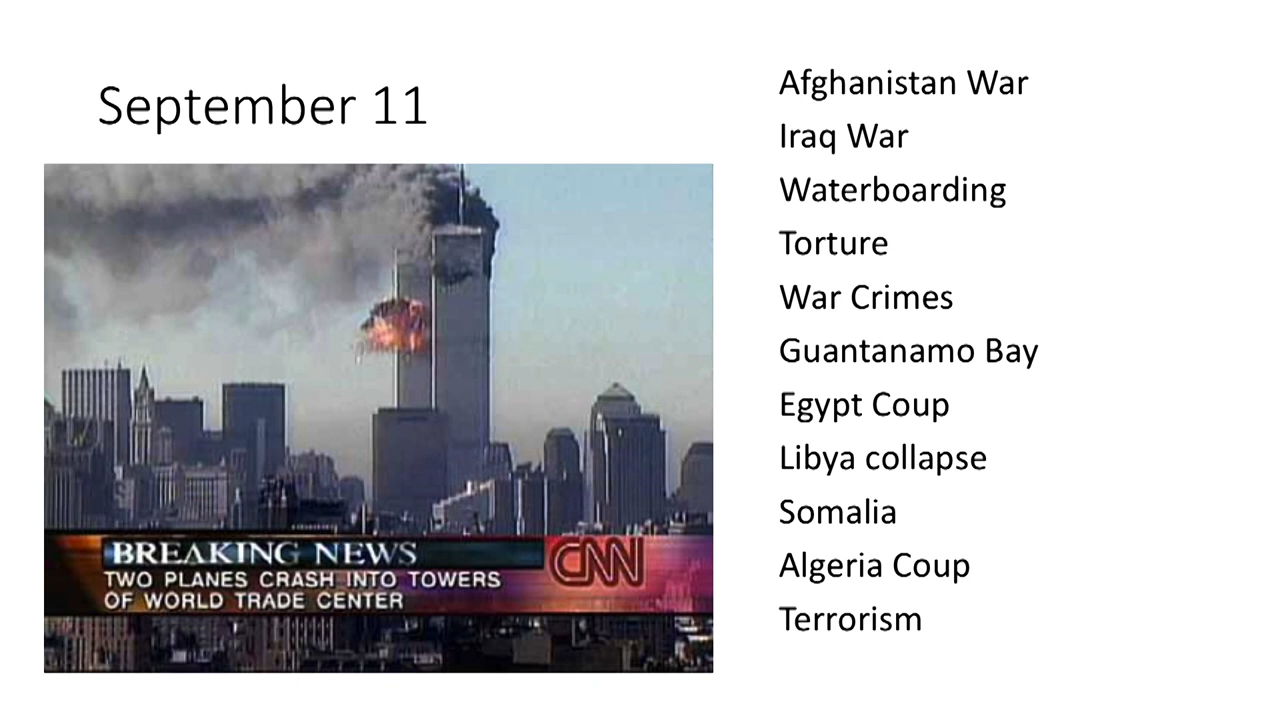 September 11
BREAKING NEWS
CNN
TWO PLANES CRASH INTO TOWERS
OF WORLD TRADE CENTER
Afghanistan War
Iraq War
Waterboarding
Torture
War Crimes
Guantanamo Bay
Egypt Coup
Libya collapse
Somalia
Algeria Coup
Terrorism